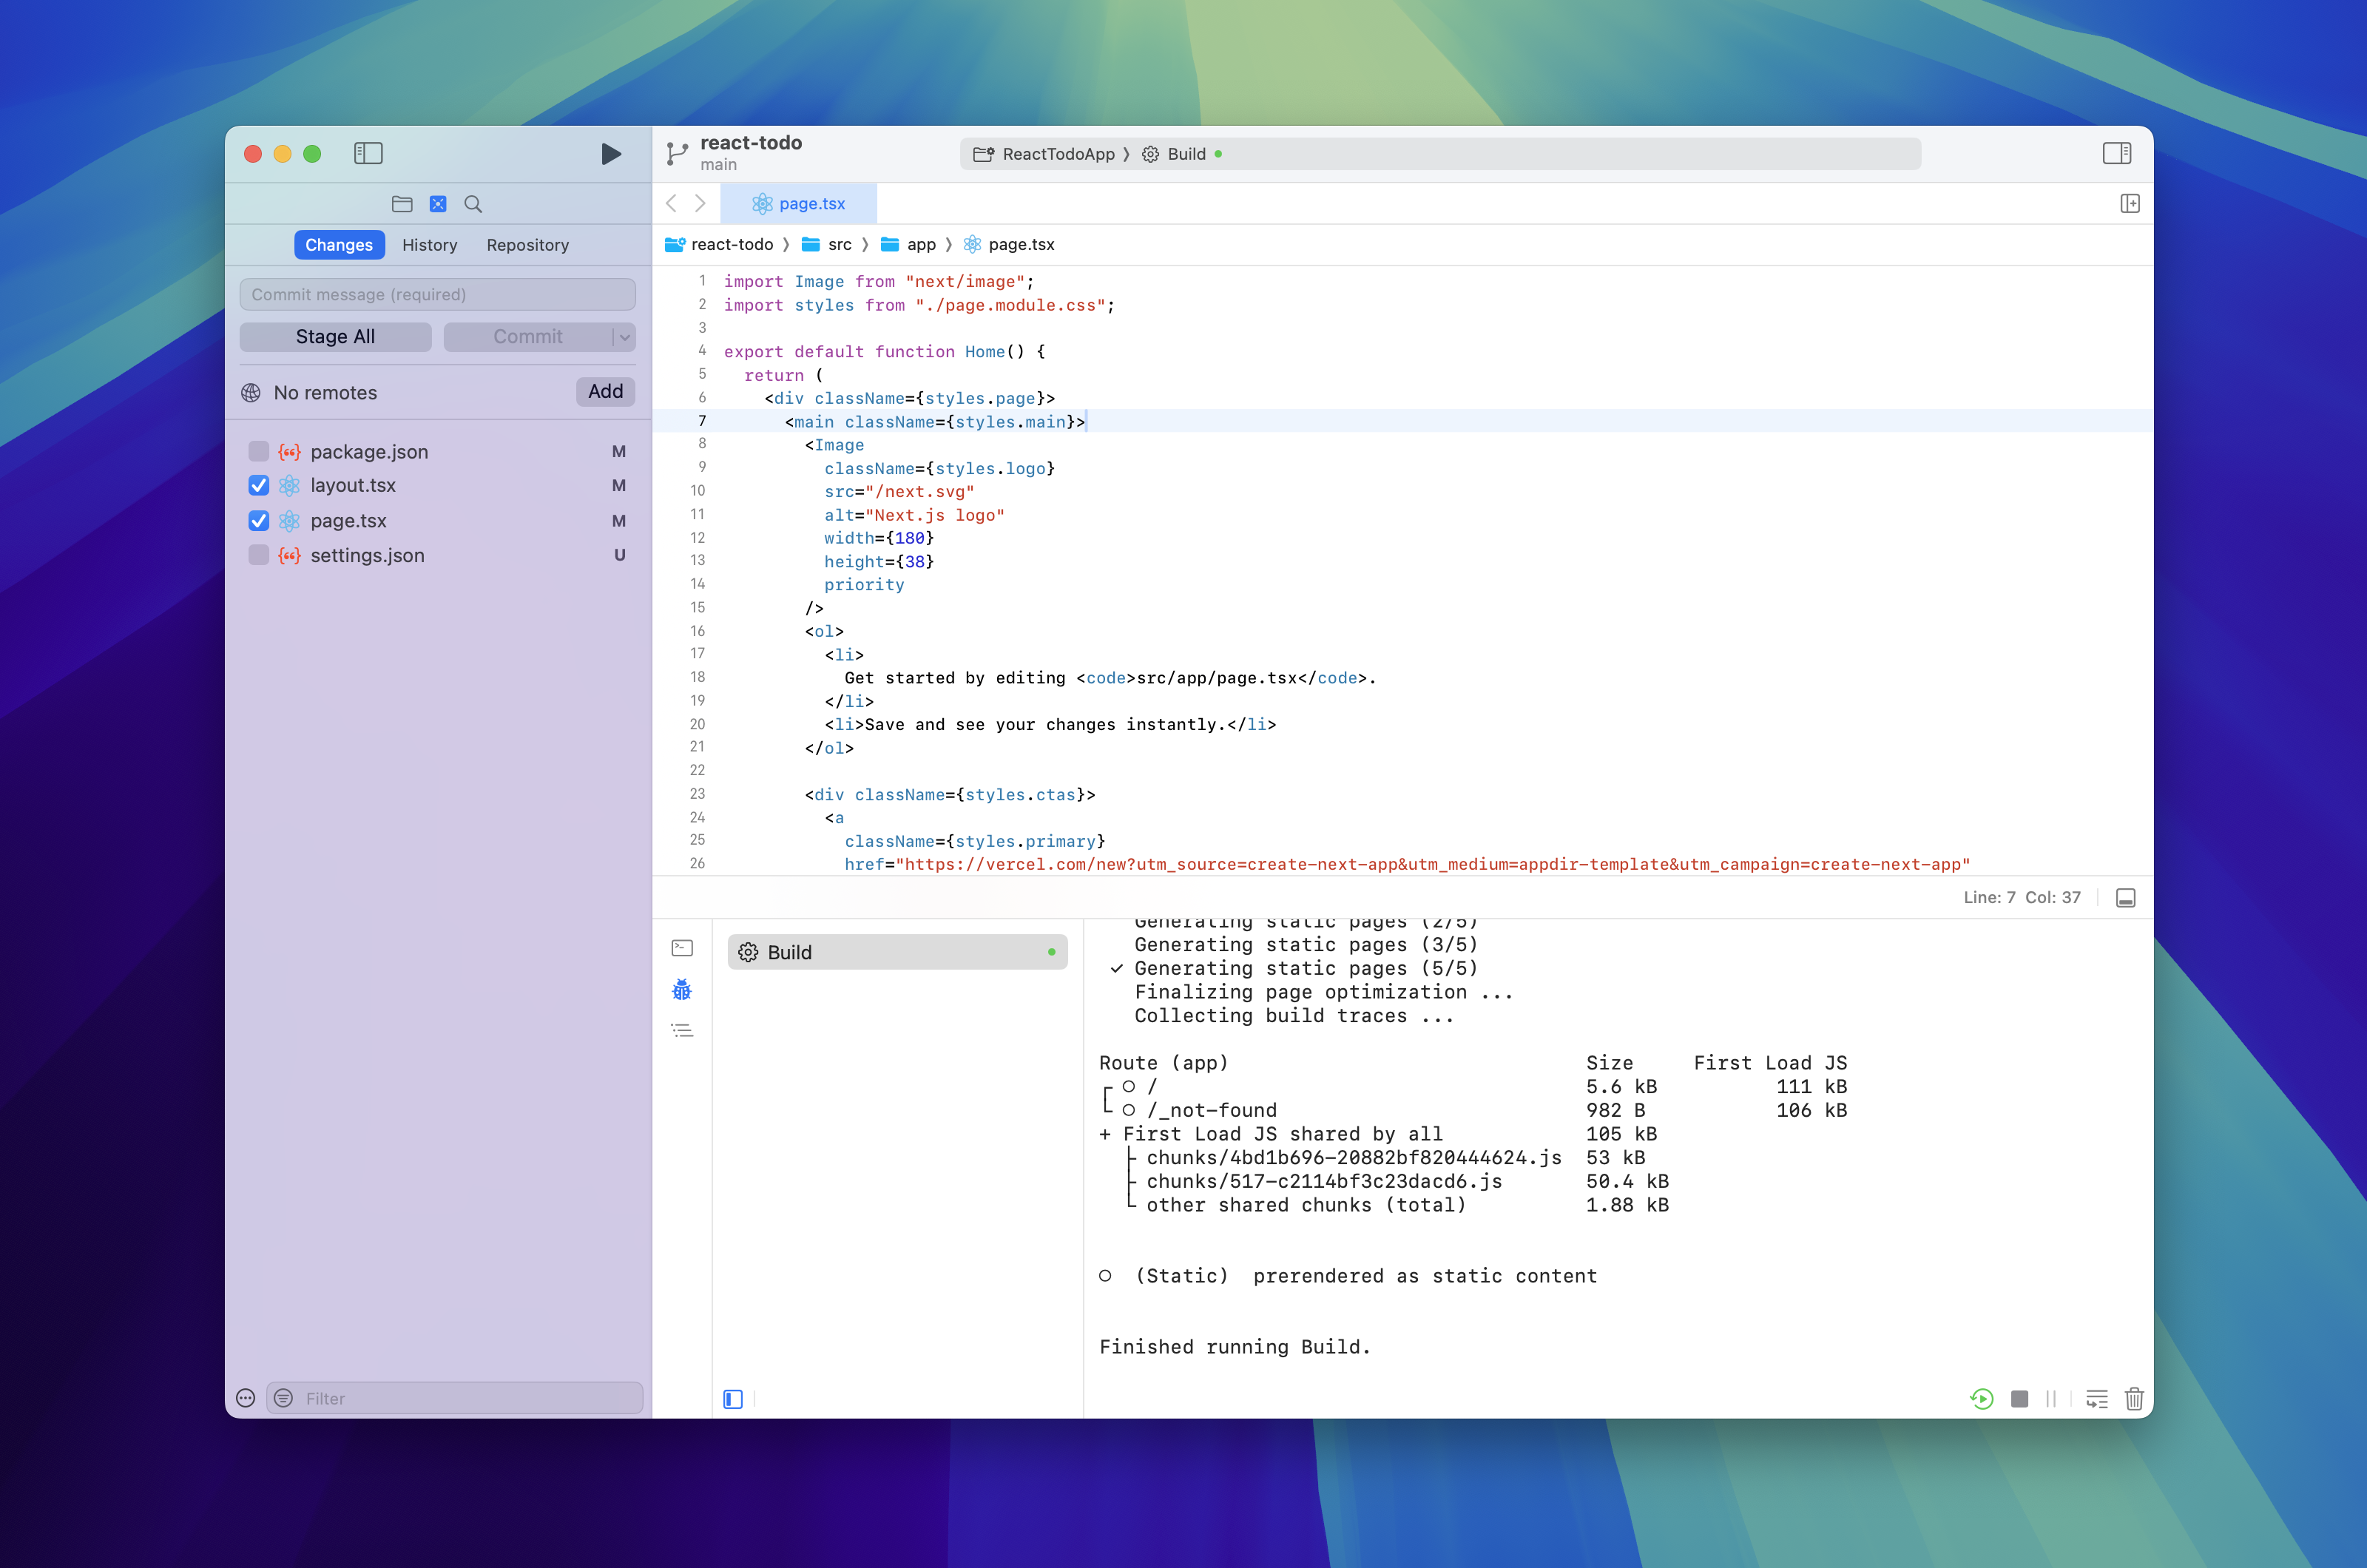 react-todo
main
ReactTodoApp 〉 Build
page.tsx
Changes History Repository
react-todo 〉 src 〉 app 〉 page.tsx
Commit message (required)
Stage All Commit
No remotes Add
package.json M
layout.tsx M
page.tsx M
settings.json U
Filter
1 import Image from "next/image";
2 import styles from "./page.module.css";
3
4 export default function Home() {
5 return (
6 <div className={styles.page}>
7 <main className={styles.main}>
8 <Image
9 className={styles.logo}
10 src="/next.svg"
11 alt="Next.js logo"
12 width={180}
13 height={38}
14 priority
15 />
16 <ol>
17 <li>
18 Get started by editing <code>src/app/page.tsx</code>.
19 </li>
20 <li>Save and see your changes instantly.</li>
21 </ol>
22
23 <div className={styles.ctas}>
24 <a
25 className={styles.primary}
26 href="https://vercel.com/new?utm_source=create-next-app&utm_medium=appdir-template&utm_campaign=create-next-app"
Line: 7 Col: 37
Build
Generating static pages (2/5)
Generating static pages (3/5)
✓ Generating static pages (5/5)
Finalizing page optimization ...
Collecting build traces ...
Route (app) Size First Load JS
┌ ○ / 5.6 kB 111 kB
└ ○ /_not-found 982 B 106 kB
+ First Load JS shared by all 105 kB
├ chunks/4bd1b696-20882bf820444624.js 53 kB
├ chunks/517-c2114bf3c23dacd6.js 50.4 kB
└ other shared chunks (total) 1.88 kB
○ (Static) prerendered as static content
Finished running Build.